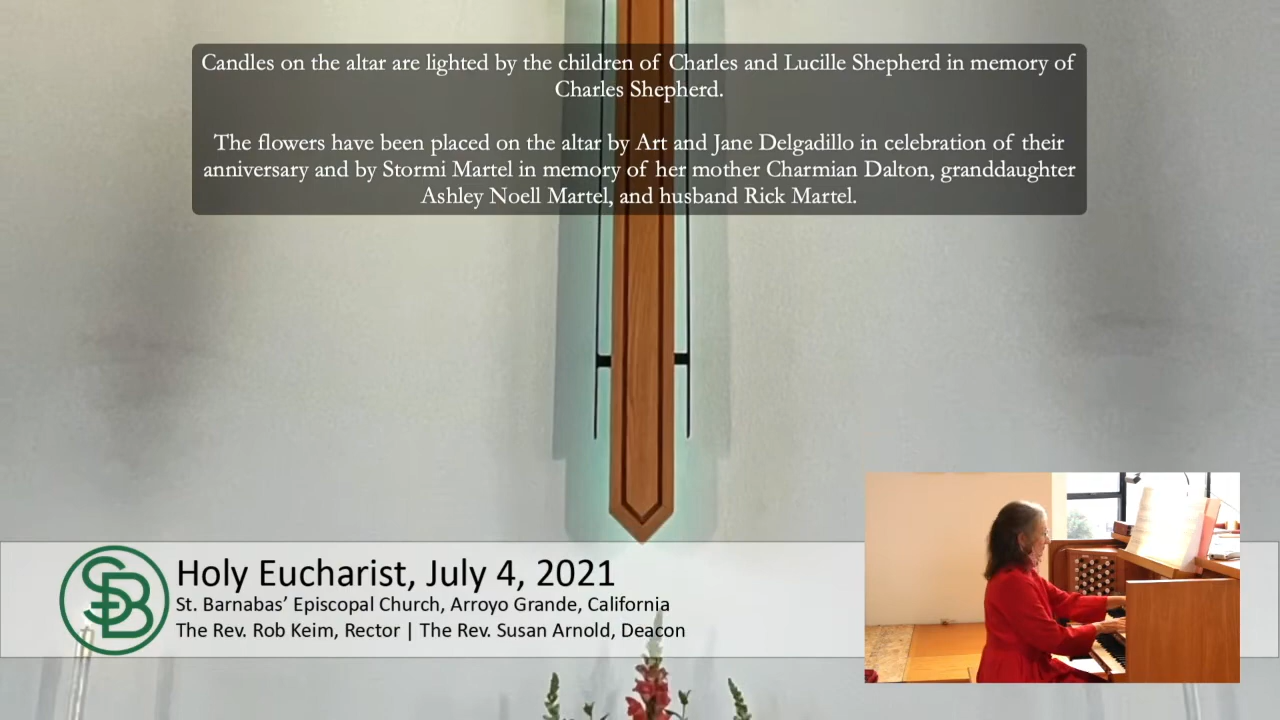 Candles on the altar are lighted by the children of Charles and Lucille Shepherd in memory of
Charles Shepherd.
The flowers have been placed on the altar by Art and Jane Delgadillo in celebration of their
anniversary and by Stormi Martel in memory of her mother Charmian Dalton, granddaughter
Ashley Noell Martel, and husband Rick Martel.
SBD
Holy Eucharist, July 4, 2021
St. Barnabas’ Episcopal Church, Arroyo Grande, California
The Rev. Rob Keim, Rector | The Rev. Susan Arnold, Deacon